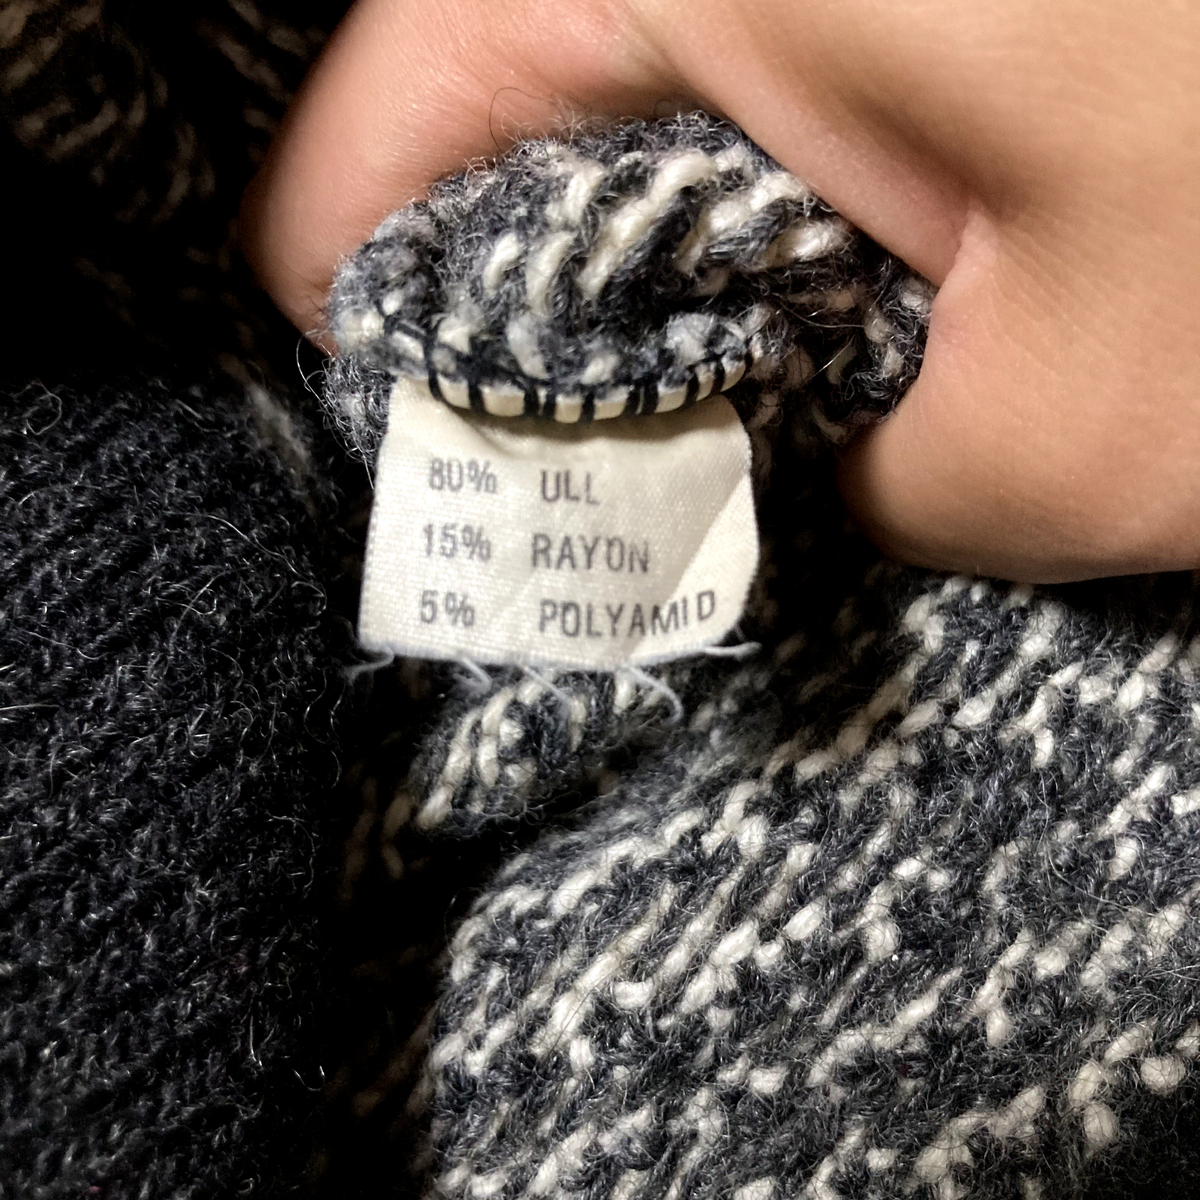 80% ULL
15% RAYON
5% POLYAMID